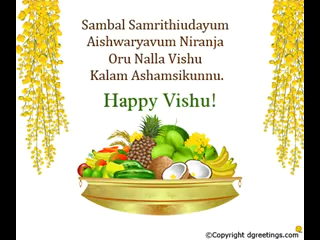 Sambal Samrithiudayum
Aishwaryavum Niranja
Oru Nalla Vishu
Kalam Ashamsikunnu.
Happy Vishu!
©Copyright dgreetings.com